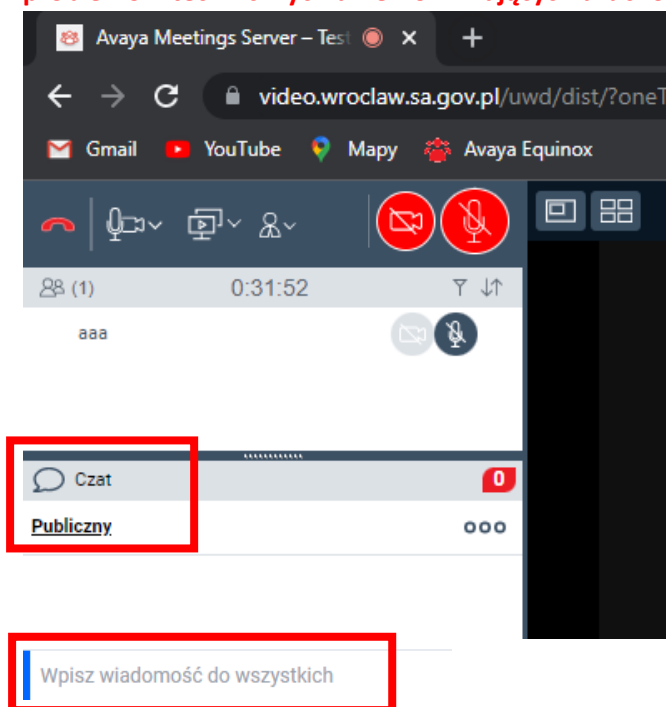 Avaya Meetings Server – Test
video.wroclaw.sa.gov.pl/uwd/dist/?oneT
Gmail YouTube Mapy Avaya Equinox
(1) 0:31:52
aaa
Czat 0
Publiczny
Wpisz wiadomość do wszystkich